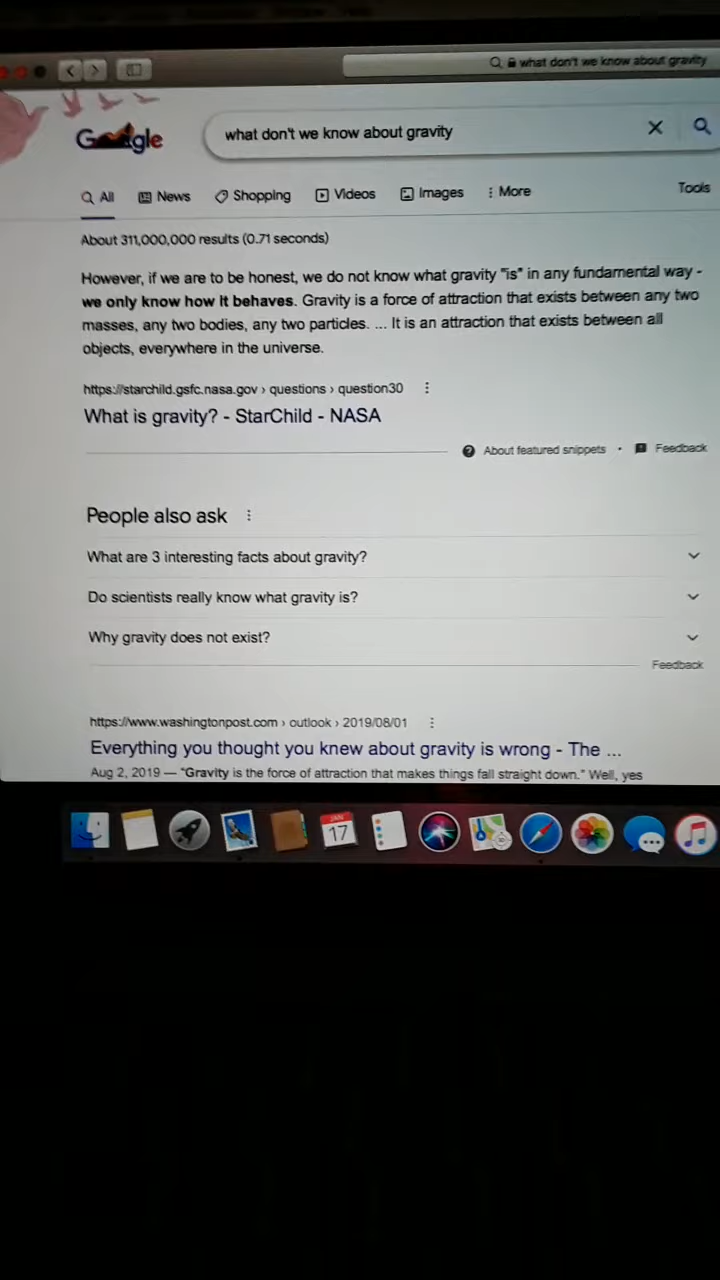 what don't we know about gravity
Google
what don't we know about gravity
All News Shopping Videos Images More Tools
About 311,000,000 results (0.71 seconds)
However, if we are to be honest, we do not know what gravity "is" in any fundamental way -
we only know how it behaves. Gravity is a force of attraction that exists between any two
masses, any two bodies, any two particles. ... It is an attraction that exists between all
objects, everywhere in the universe.
https://starchild.gsfc.nasa.gov › questions › question30
What is gravity? - StarChild - NASA
About featured snippets • Feedback
People also ask
What are 3 interesting facts about gravity?
Do scientists really know what gravity is?
Why gravity does not exist?
Feedback
https://www.washingtonpost.com › outlook › 2019/08/01
Everything you thought you knew about gravity is wrong - The ...
Aug 2, 2019 — "Gravity is the force of attraction that makes things fall straight down." Well, yes
JAN
17